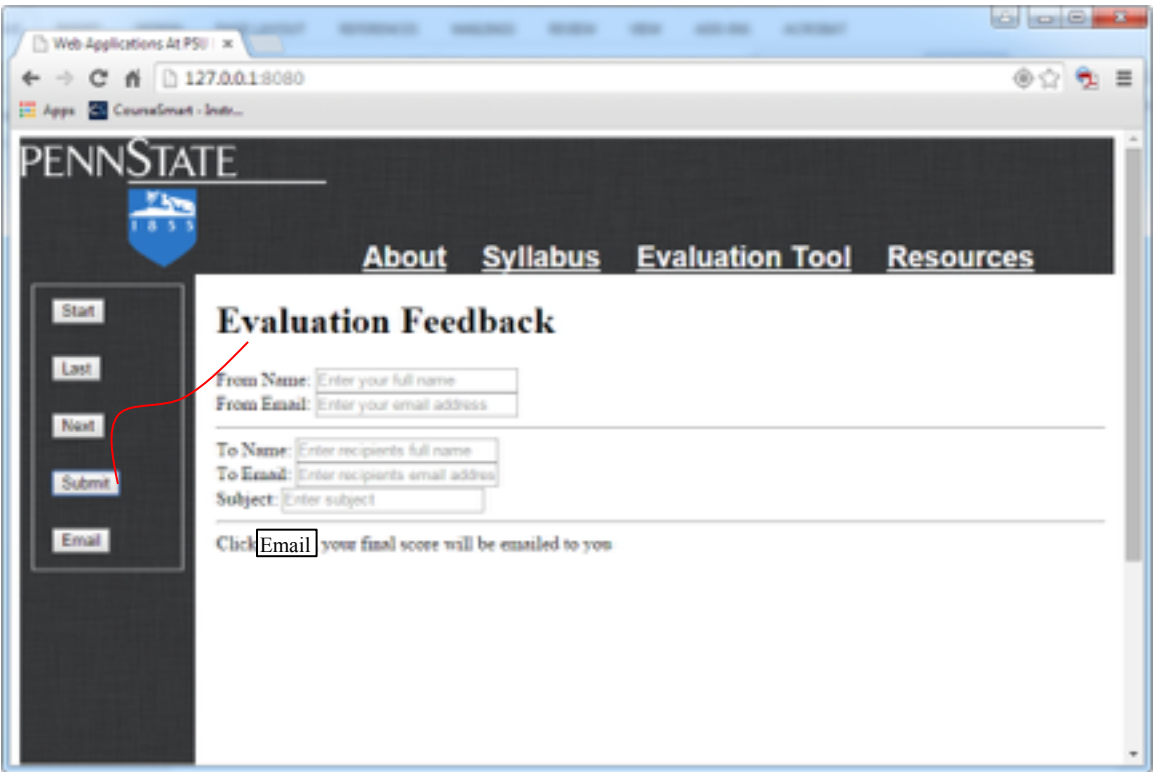 Web Applications At PSU
127.0.0.1:8080
Apps CourseSmart - Instr...
PENNSTATE
1855
About Syllabus Evaluation Tool Resources
Start
Last
Next
Submit
Email
Evaluation Feedback
From Name: Enter your full name
From Email: Enter your email address
To Name: Enter recipients full name
To Email: Enter recipients email addres
Subject: Enter subject
Click Email your final score will be emailed to you